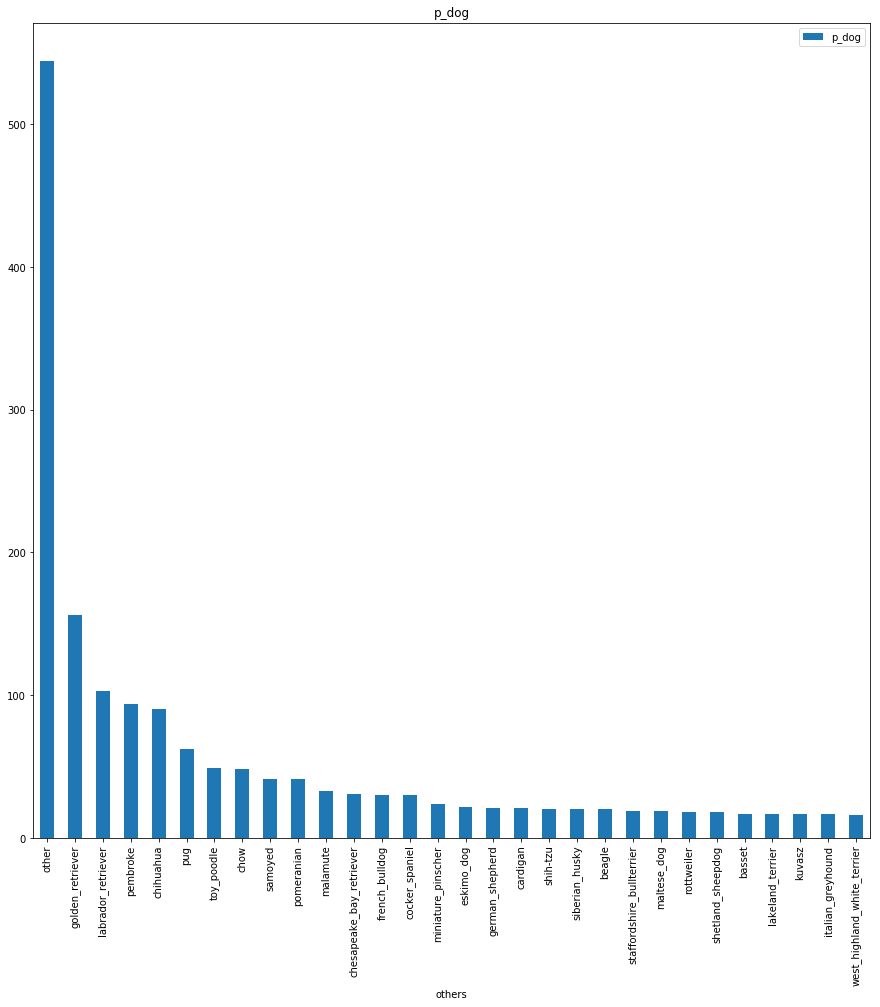 p_dog
p_dog
500
400
300
200
100
0
other
golden_retriever
labrador_retriever
pembroke
chihuahua
pug
toy_poodle
chow
samoyed
pomeranian
malamute
chesapeake_bay_retriever
french_bulldog
cocker_spaniel
miniature_pinscher
eskimo_dog
german_shepherd
cardigan
shih-tzu
siberian_husky
beagle
staffordshire_bullterrier
maltese_dog
rottweiler
shetland_sheepdog
basset
lakeland_terrier
kuvasz
italian_greyhound
west_highland_white_terrier
others